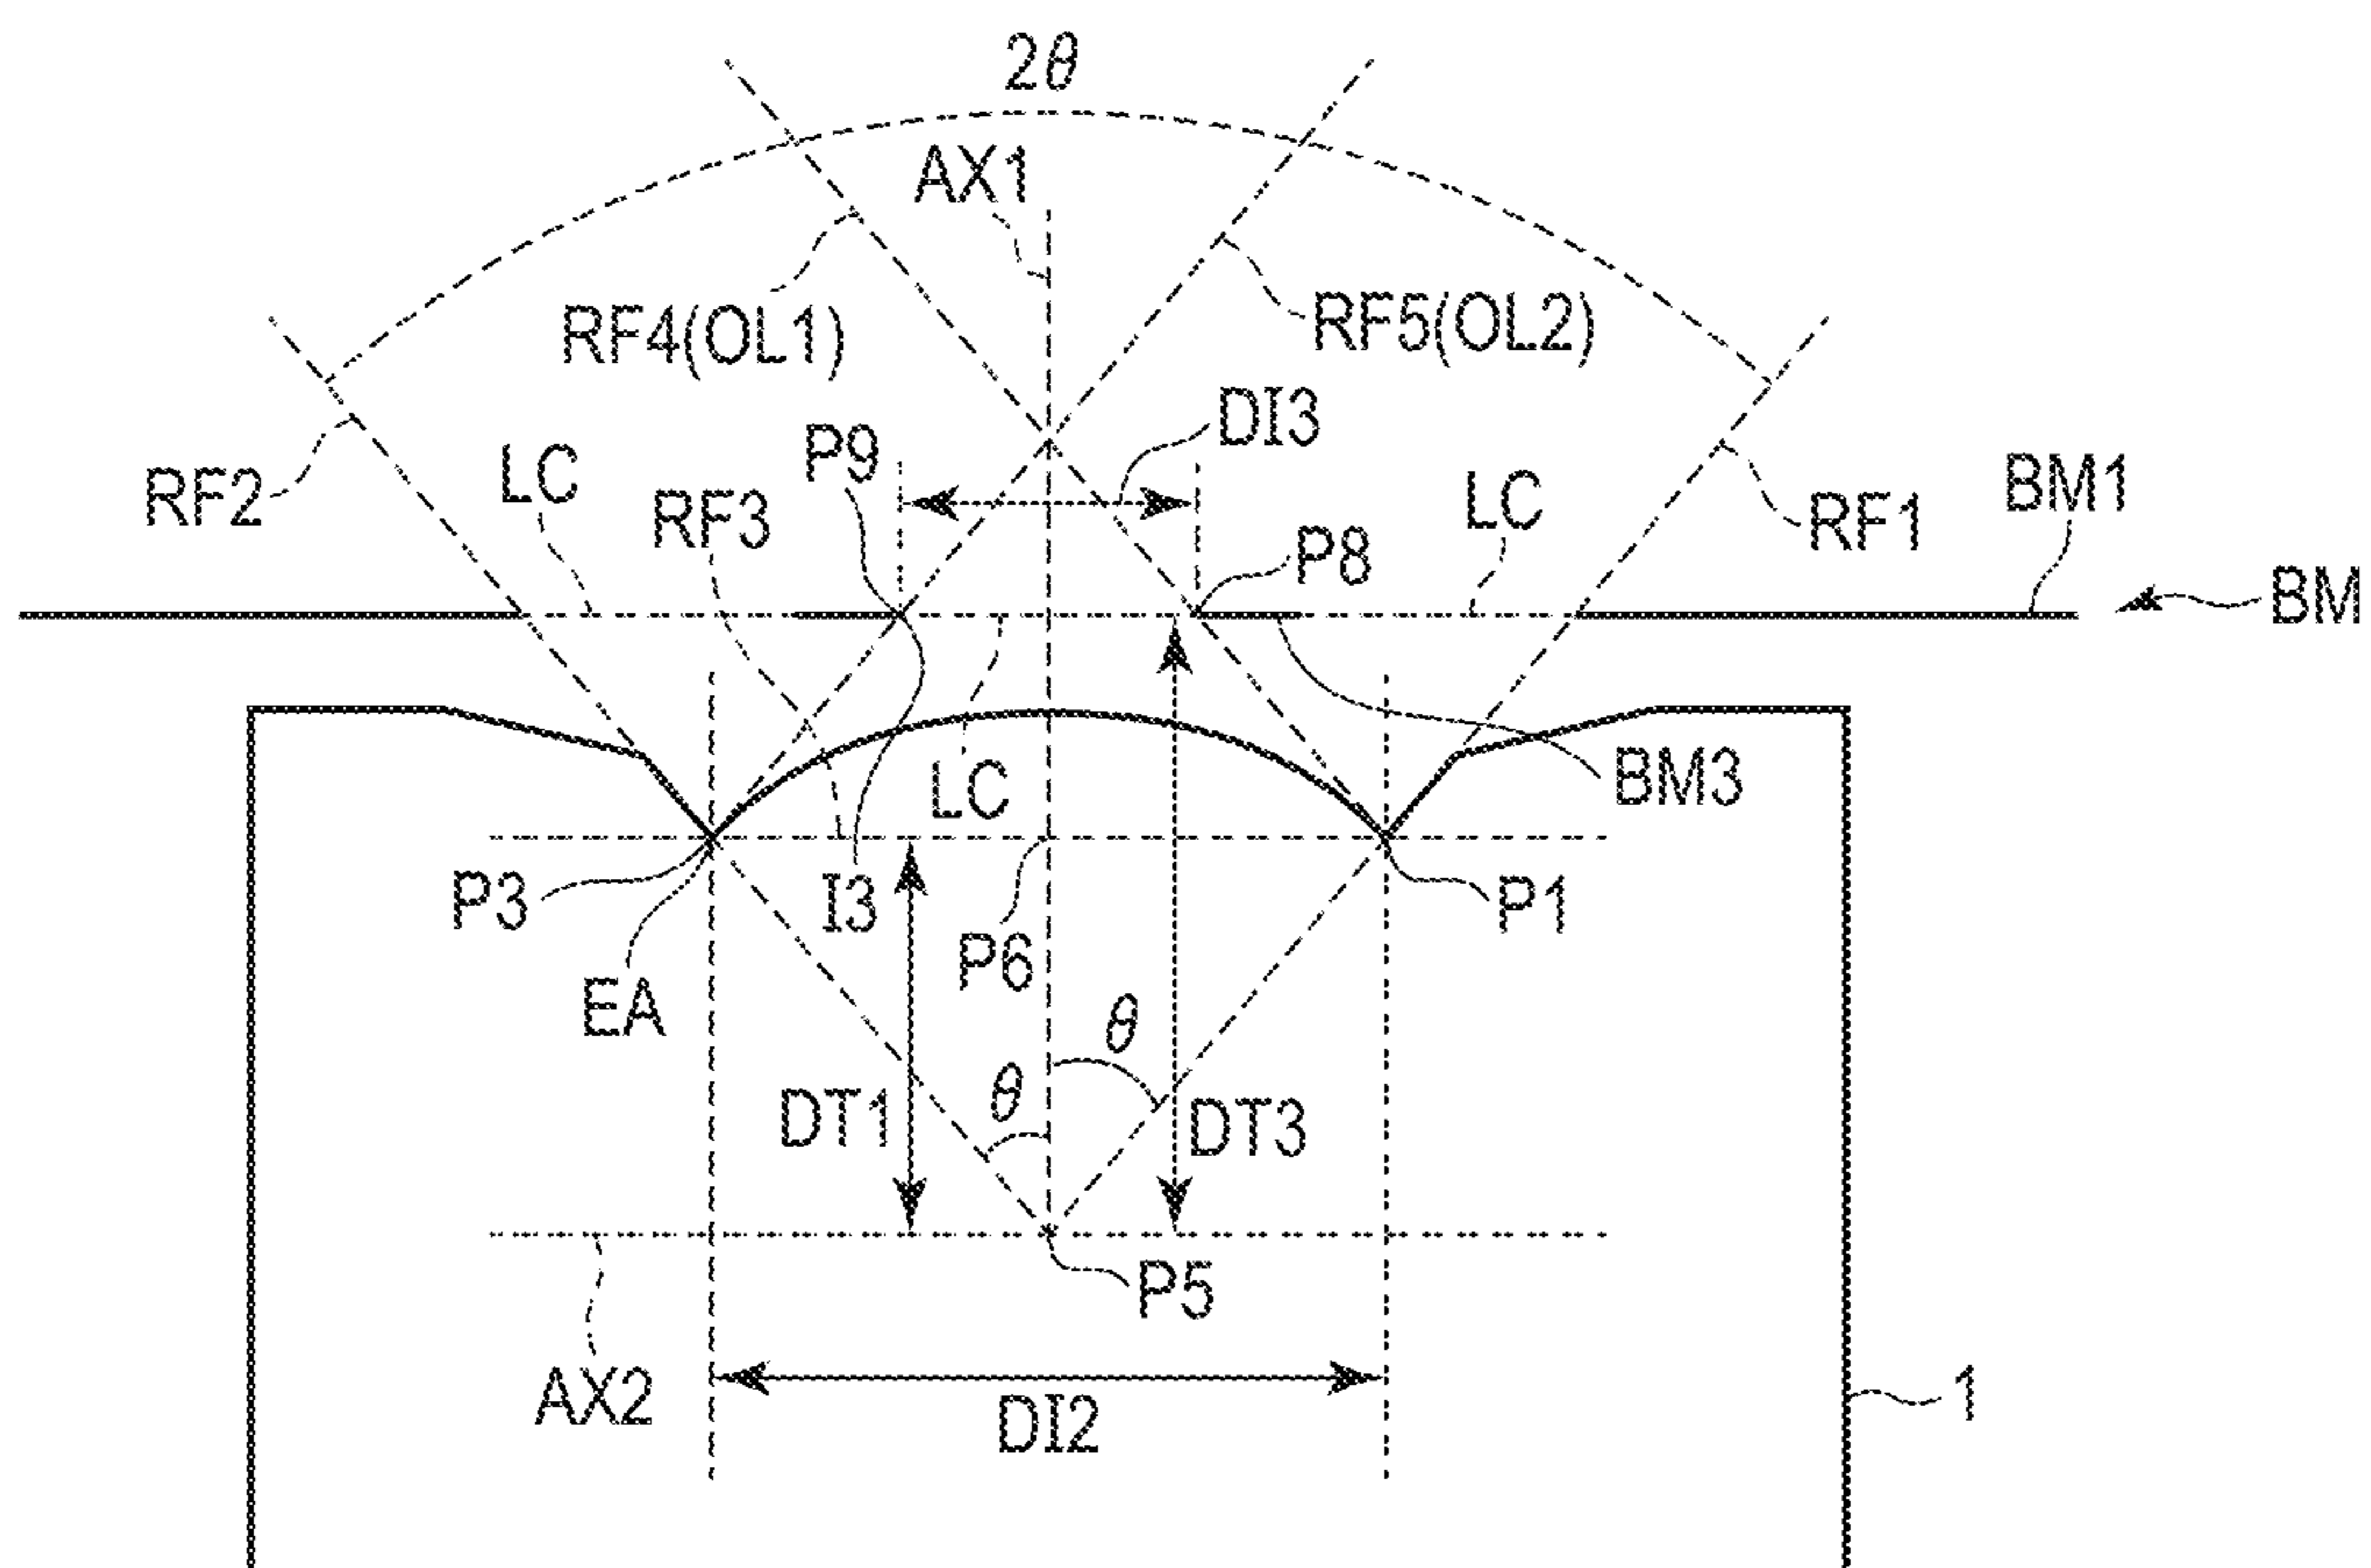 2θ
AX1
RF4(OL1)
RF5(OL2)
DI3
P9
LC
LC
RF2
RF3
BM1
RF1
P8
BM
BM3
LC
P3
I3
P1
P6
EA
θ
θ
DT1
DT3
P5
AX2
DI2
1